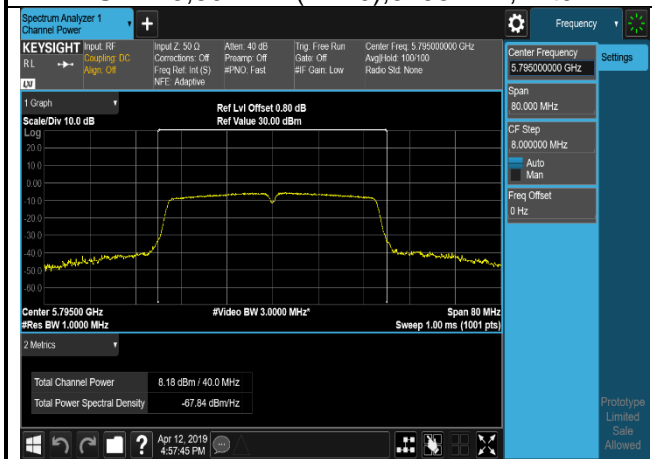 Spectrum Analyzer 1
Channel Power
+
Frequency
KEYSIGHT
RL
Input: RF
Coupling: DC
Align: Off
Input Z: 50 Ω
Corrections: Off
Freq Ref: Int (S)
NFE: Adaptive
Atten: 40 dB
Preamp: Off
#PNO: Fast
Trig: Free Run
Gate: Off
#IF Gain: Low
Center Freq: 5.795000000 GHz
Avg|Hold: 100/100
Radio Std: None
Center Frequency
5.795000000 GHz
Settings
Span
80.000 MHz
CF Step
8.000000 MHz
Auto
Man
Freq Offset
0 Hz
1 Graph
Scale/Div 10.0 dB
Ref Lvl Offset 0.80 dB
Ref Value 30.00 dBm
Log
20.0
10.0
0.00
-10.0
-20.0
-30.0
-40.0
-50.0
-60.0
Center 5.79500 GHz
#Video BW 3.0000 MHz*
Span 80 MHz
#Res BW 1.0000 MHz
Sweep 1.00 ms (1001 pts)
2 Metrics
Total Channel Power 8.18 dBm / 40.0 MHz
Total Power Spectral Density -67.84 dBm/Hz
Prototype
Limited
Sale
Allowed
?
Apr 12, 2019
4:57:45 PM